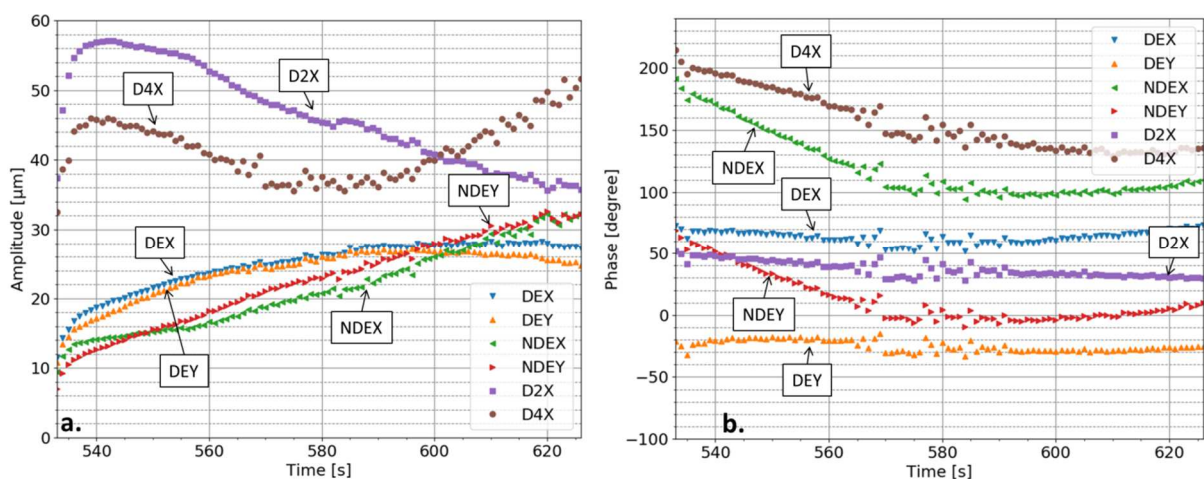 60
50
40
30
20
10
0
Amplitude [µm]
540
560
580
600
620
Time [s]
D4X
D2X
DEX
DEY
NDEX
NDEY
DEX
DEY
NDEX
NDEY
D2X
D4X
a.
200
150
100
50
0
−50
−100
Phase [degree]
540
560
580
600
620
Time [s]
D4X
NDEX
DEX
D2X
NDEY
DEY
DEX
DEY
NDEX
NDEY
D2X
D4X
b.